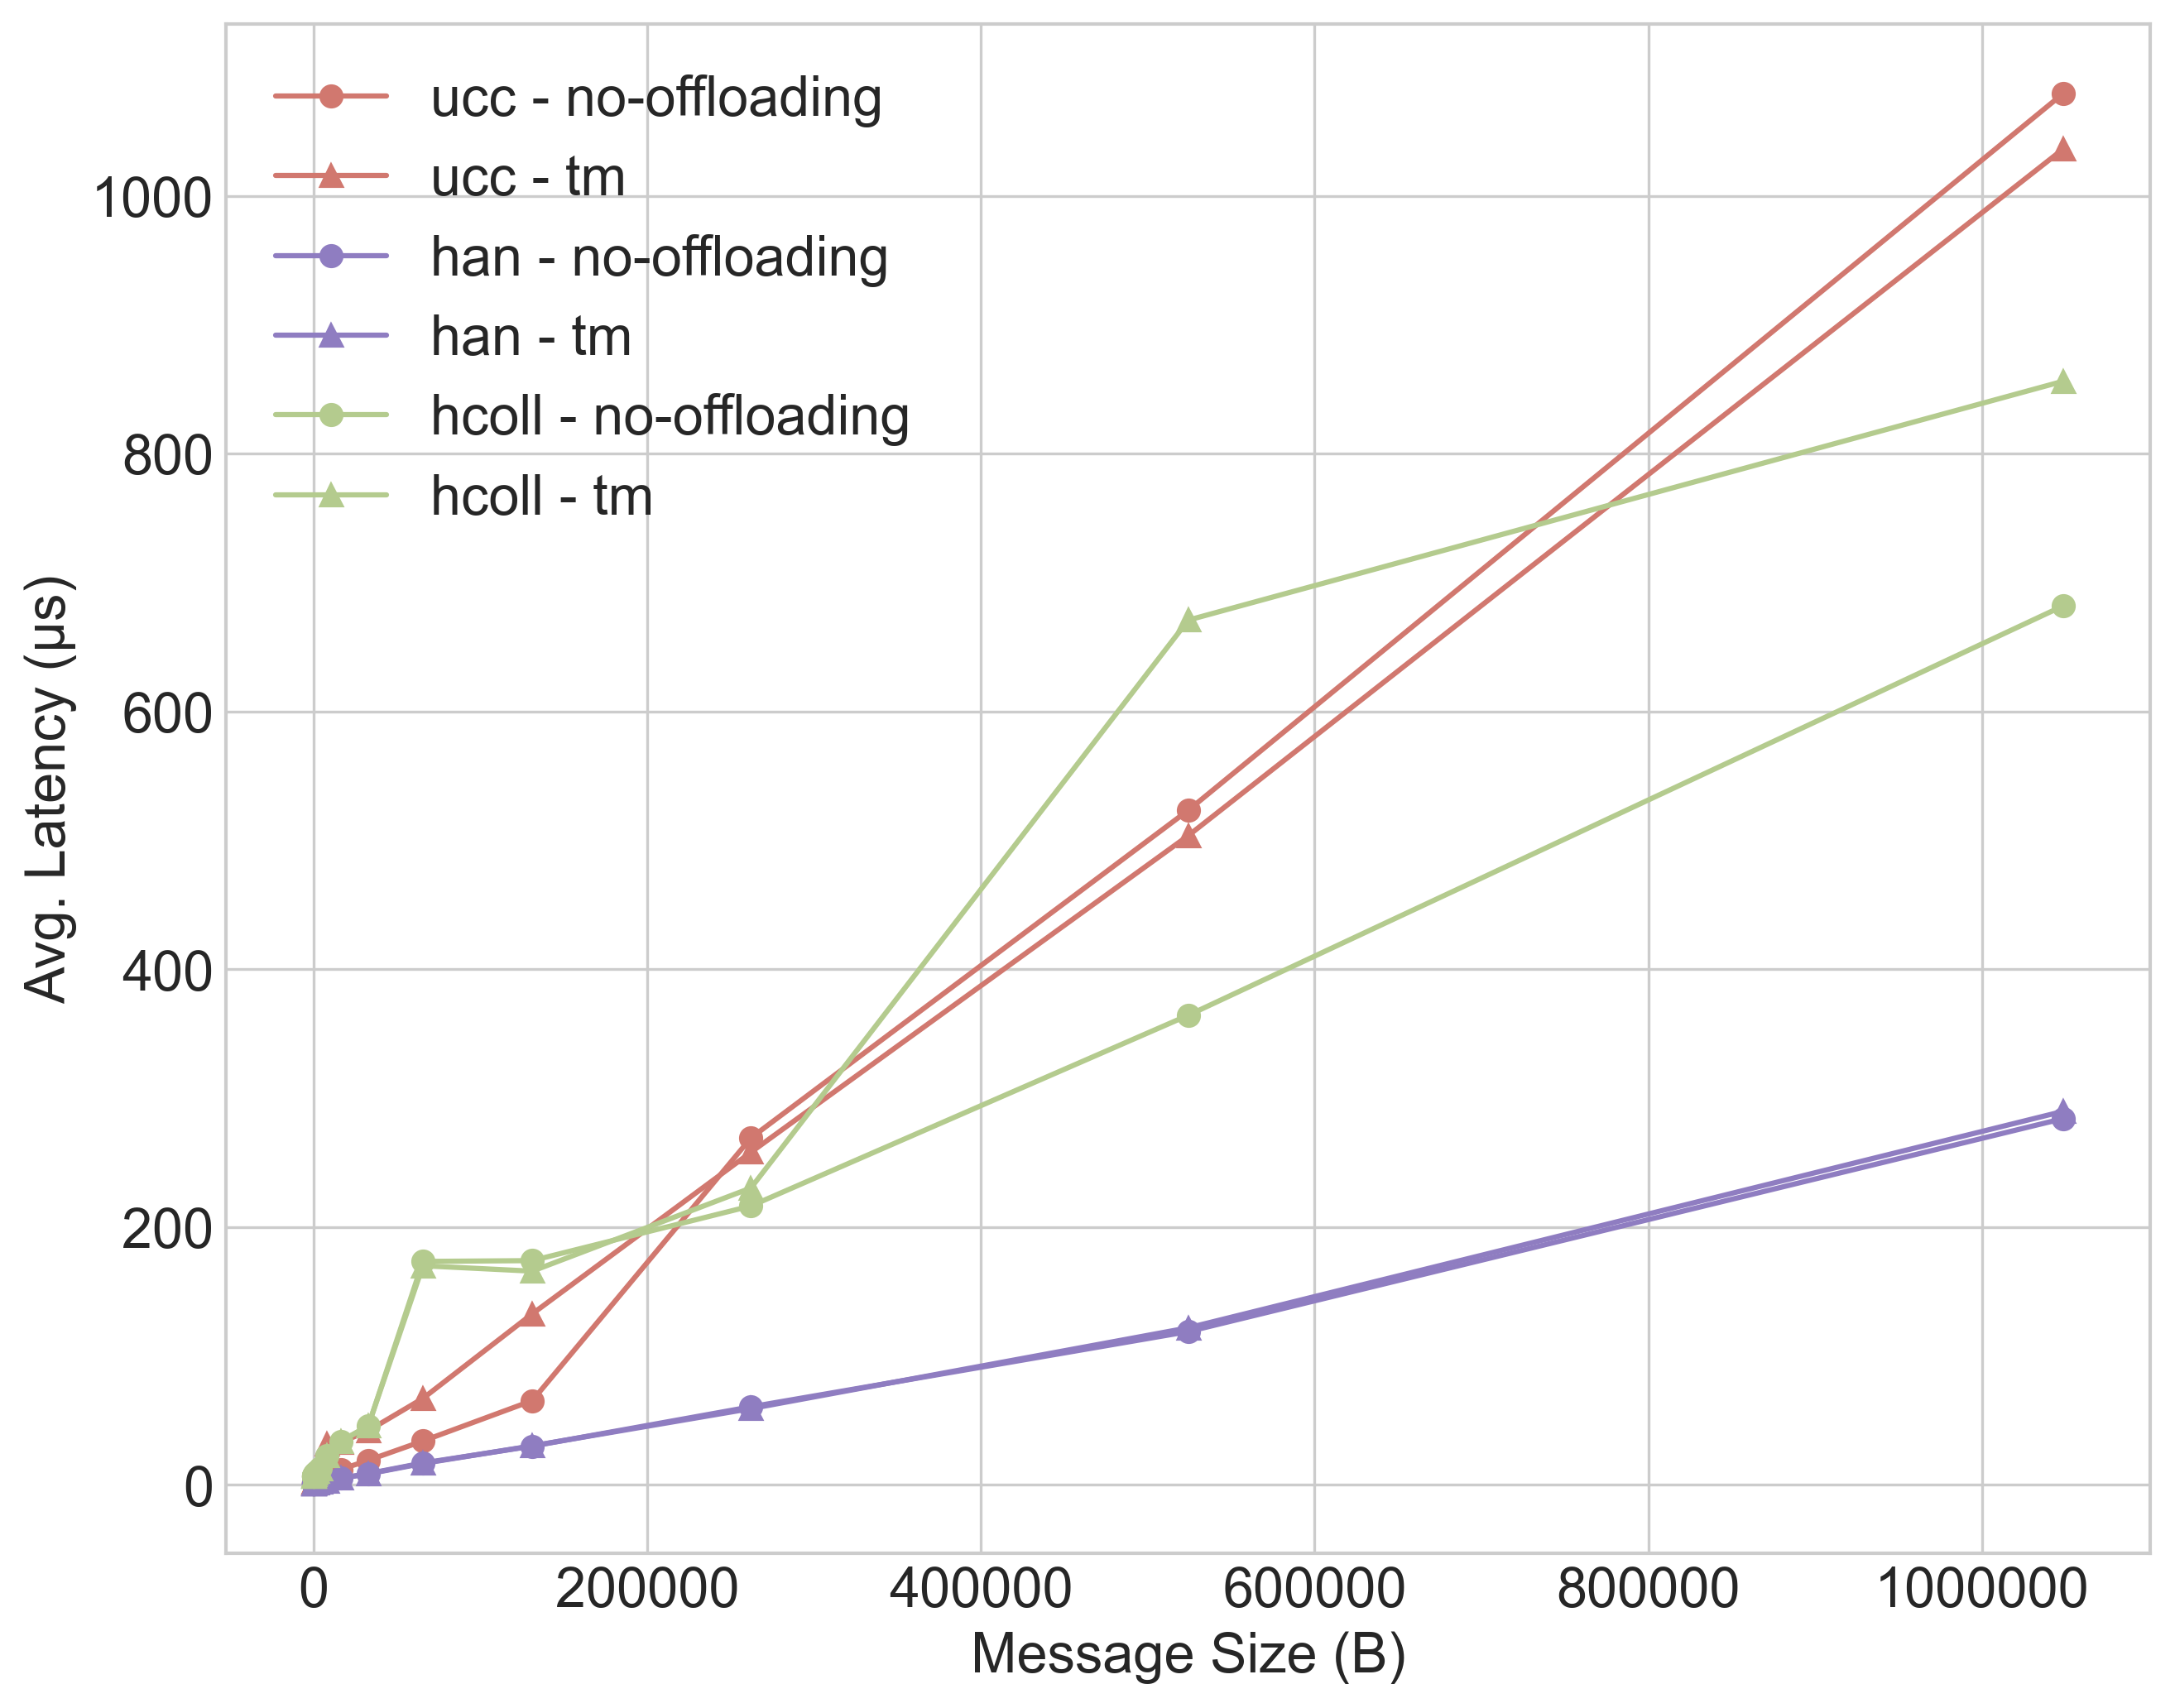 ucc - no-offloading
ucc - tm
han - no-offloading
han - tm
hcoll - no-offloading
hcoll - tm
Avg. Latency (µs)
1000
800
600
400
200
0
0 200000 400000 600000 800000 1000000
Message Size (B)